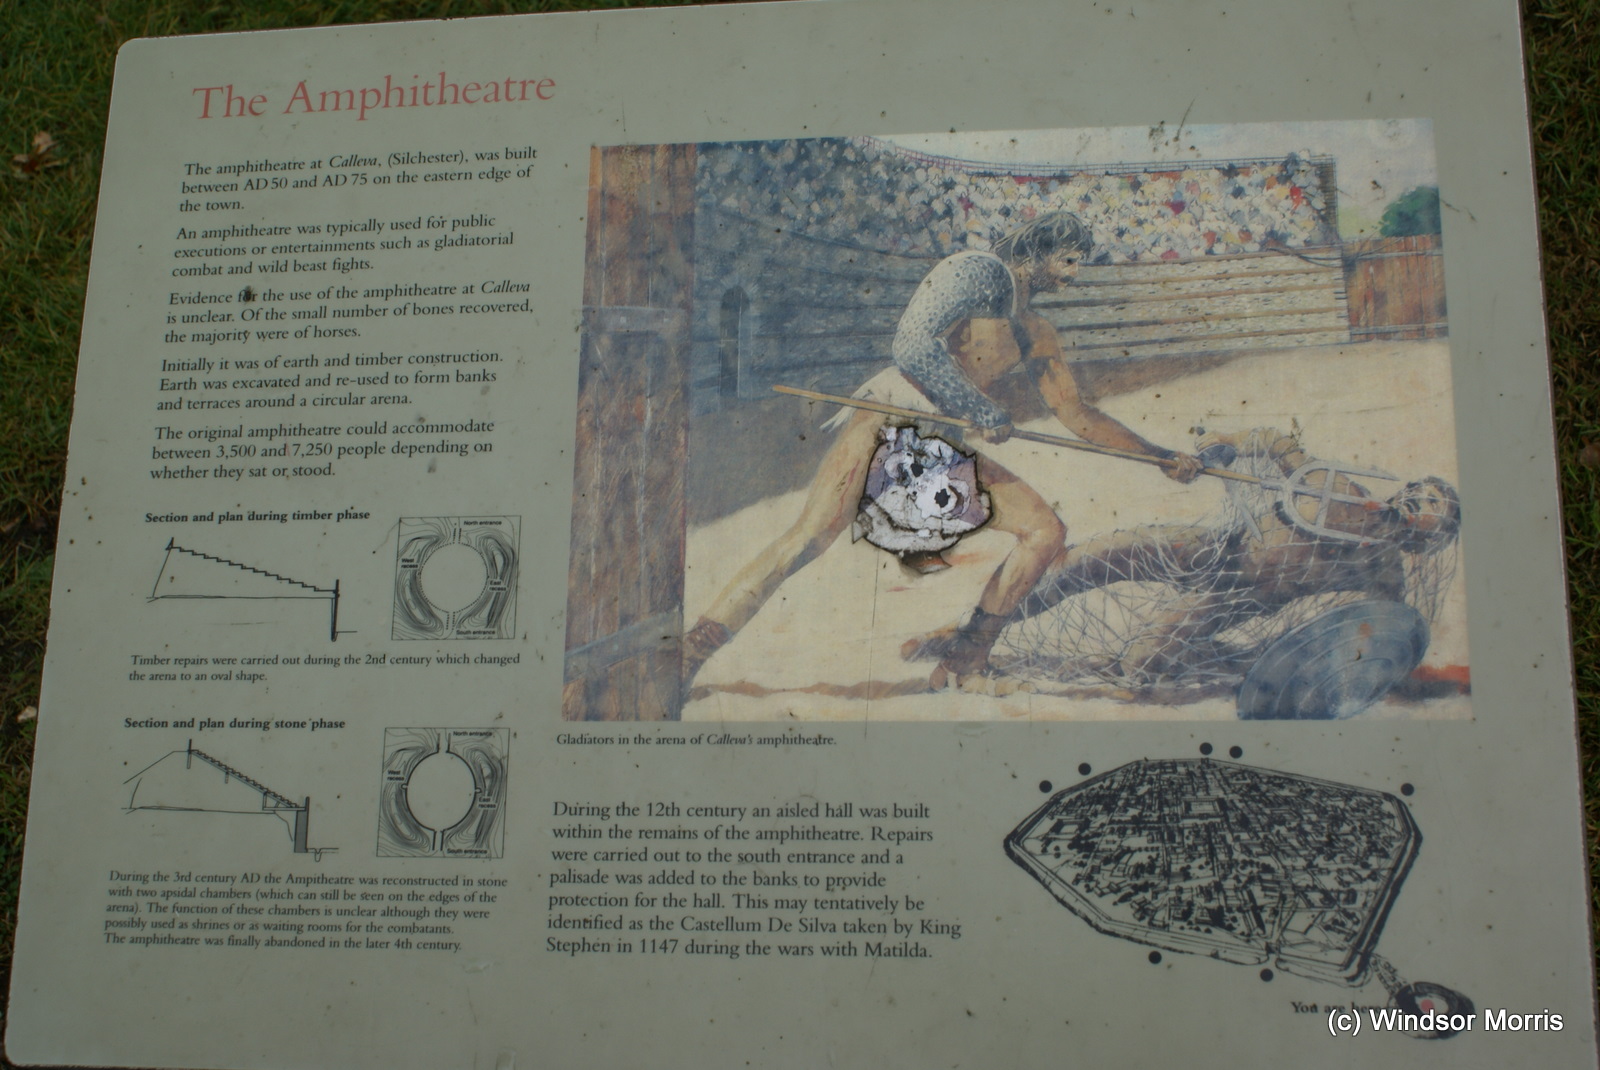 The Amphitheatre
The amphitheatre at Calleva, (Silchester), was built
between AD 50 and AD 75 on the eastern edge of
the town.
An amphitheatre was typically used for public
executions or entertainments such as gladiatorial
combat and wild beast fights.
Evidence for the use of the amphitheatre at Calleva
is unclear. Of the small number of bones recovered,
the majority were of horses.
Initially it was of earth and timber construction.
Earth was excavated and re-used to form banks
and terraces around a circular arena.
The original amphitheatre could accommodate
between 3,500 and 7,250 people depending on
whether they sat or stood.
Section and plan during timber phase
North entrance
West
recess
East
recess
South entrance
Timber repairs were carried out during the 2nd century which changed
the arena to an oval shape.
Section and plan during stone phase
North entrance
West
recess
East
recess
South entrance
During the 3rd century AD the Ampitheatre was reconstructed in stone
with two apsidal chambers (which can still be seen on the edges of the
arena). The function of these chambers is unclear although they were
possibly used as shrines or as waiting rooms for the combatants.
The amphitheatre was finally abandoned in the later 4th century.
Gladiators in the arena of Calleva's amphitheatre.
During the 12th century an aisled hall was built
within the remains of the amphitheatre. Repairs
were carried out to the south entrance and a
palisade was added to the banks to provide
protection for the hall. This may tentatively be
identified as the Castellum De Silva taken by King
Stephen in 1147 during the wars with Matilda.
You are here
(c) Windsor Morris